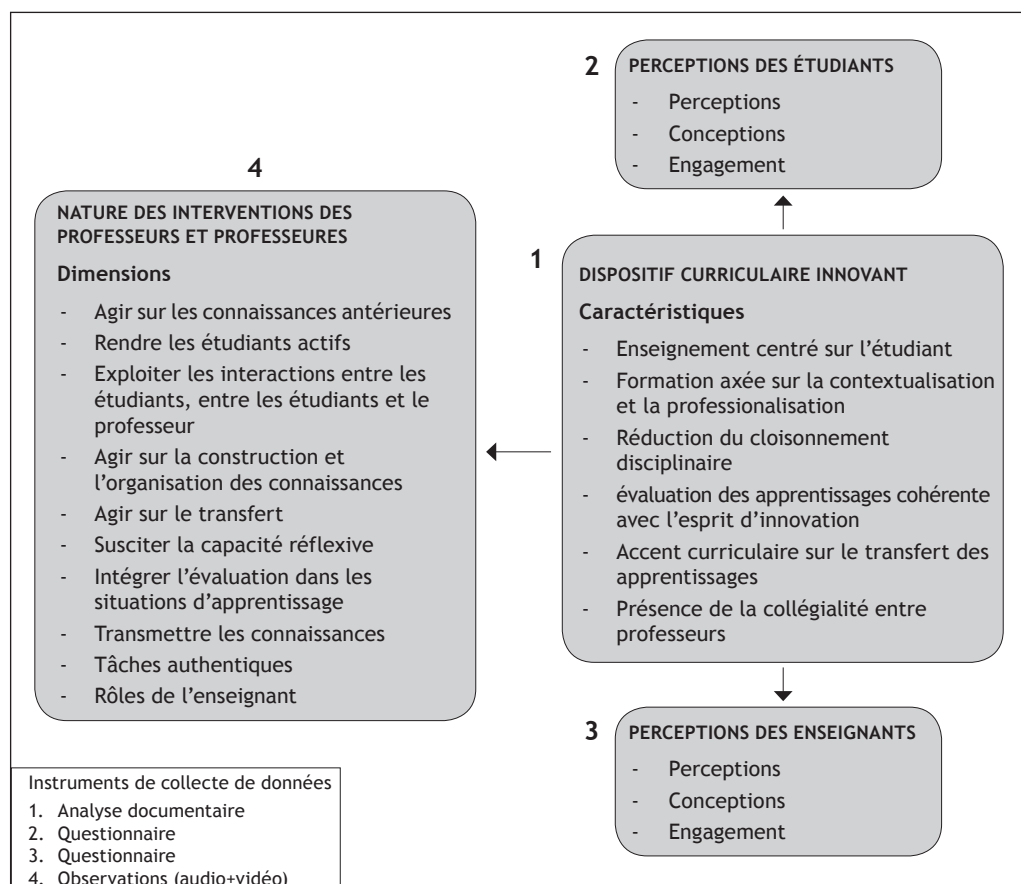 2
PERCEPTIONS DES ÉTUDIANTS
- Perceptions
- Conceptions
- Engagement
4
NATURE DES INTERVENTIONS DES
PROFESSEURS ET PROFESSEURES
Dimensions
- Agir sur les connaissances antérieures
- Rendre les étudiants actifs
- Exploiter les interactions entre les
étudiants, entre les étudiants et le
professeur
- Agir sur la construction et
l’organisation des connaissances
- Agir sur le transfert
- Susciter la capacité réflexive
- Intégrer l’évaluation dans les
situations d’apprentissage
- Transmettre les connaissances
- Tâches authentiques
- Rôles de l’enseignant
1
DISPOSITIF CURRICULAIRE INNOVANT
Caractéristiques
- Enseignement centré sur l’étudiant
- Formation axée sur la contextualisation
et la professionalisation
- Réduction du cloisonnement
disciplinaire
- évaluation des apprentissages cohérente
avec l’esprit d’innovation
- Accent curriculaire sur le transfert des
apprentissages
- Présence de la collégialité entre
professeurs
3
PERCEPTIONS DES ENSEIGNANTS
- Perceptions
- Conceptions
- Engagement
Instruments de collecte de données
1. Analyse documentaire
2. Questionnaire
3. Questionnaire
4. Observations (audio+vidéo)